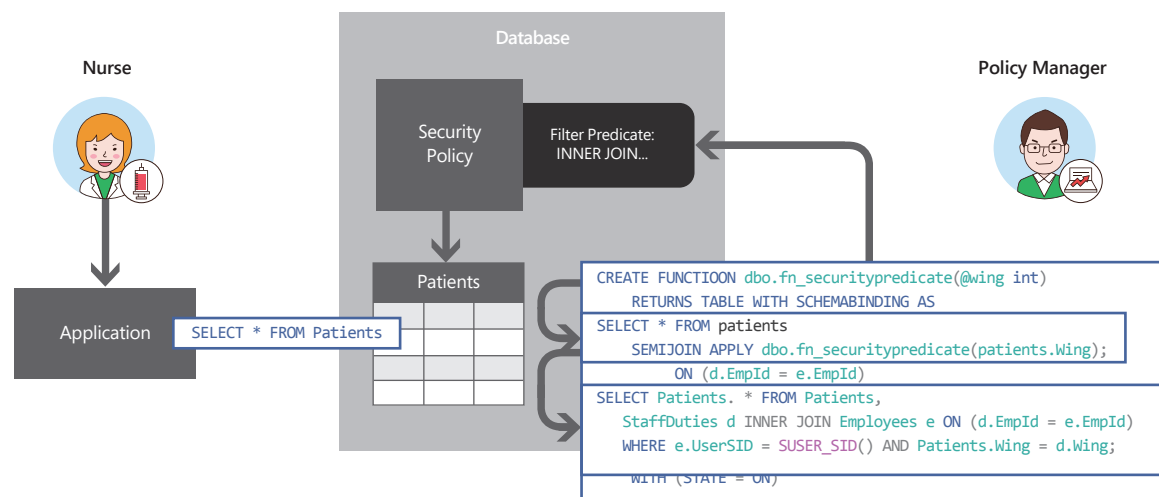 Database
Nurse
Policy Manager
Security
Policy
Filter Predicate:
INNER JOIN...
Patients
Application
SELECT * FROM Patients
CREATE FUNCTIOON dbo.fn_securitypredicate(@wing int)
RETURNS TABLE WITH SCHEMABINDING AS
SELECT * FROM patients
SEMIJOIN APPLY dbo.fn_securitypredicate(patients.Wing);
ON (d.EmpId = e.EmpId)
SELECT Patients. * FROM Patients,
StaffDuties d INNER JOIN Employees e ON (d.EmpId = e.EmpId)
WHERE e.UserSID = SUSER_SID() AND Patients.Wing = d.Wing;
WITH (STATE = ON)